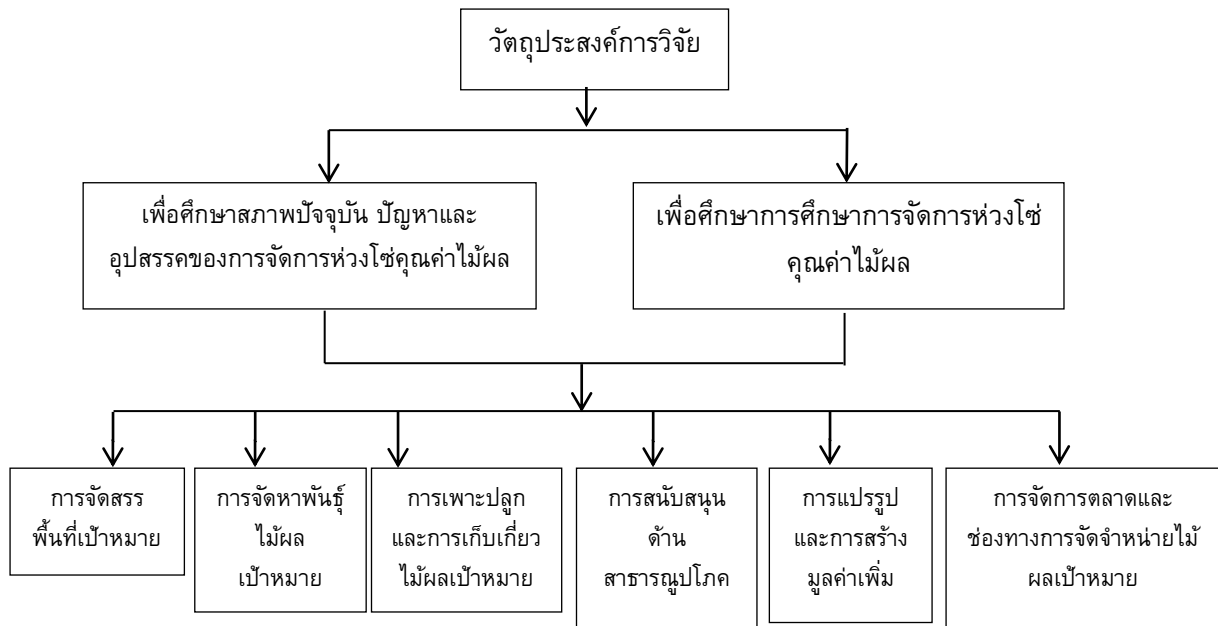 วัตถุประสงค์การวิจัย
เพื่อศึกษาสภาพปัจจุบัน ปัญหาและ
อุปสรรคของการจัดการห่วงโซ่คุณค่าไม้ผล
เพื่อศึกษาการศึกษาการจัดการห่วงโซ่
คุณค่าไม้ผล
การจัดสรร
พื้นที่เป้าหมาย
การจัดหาพันธุ์
ไม้ผล
เป้าหมาย
การเพาะปลูก
และการเก็บเกี่ยว
ไม้ผลเป้าหมาย
การสนับสนุน
ด้าน
สาธารณูปโภค
การแปรรูป
และการสร้าง
มูลค่าเพิ่ม
การจัดการตลาดและ
ช่องทางการจัดจำหน่ายไม้
ผลเป้าหมาย